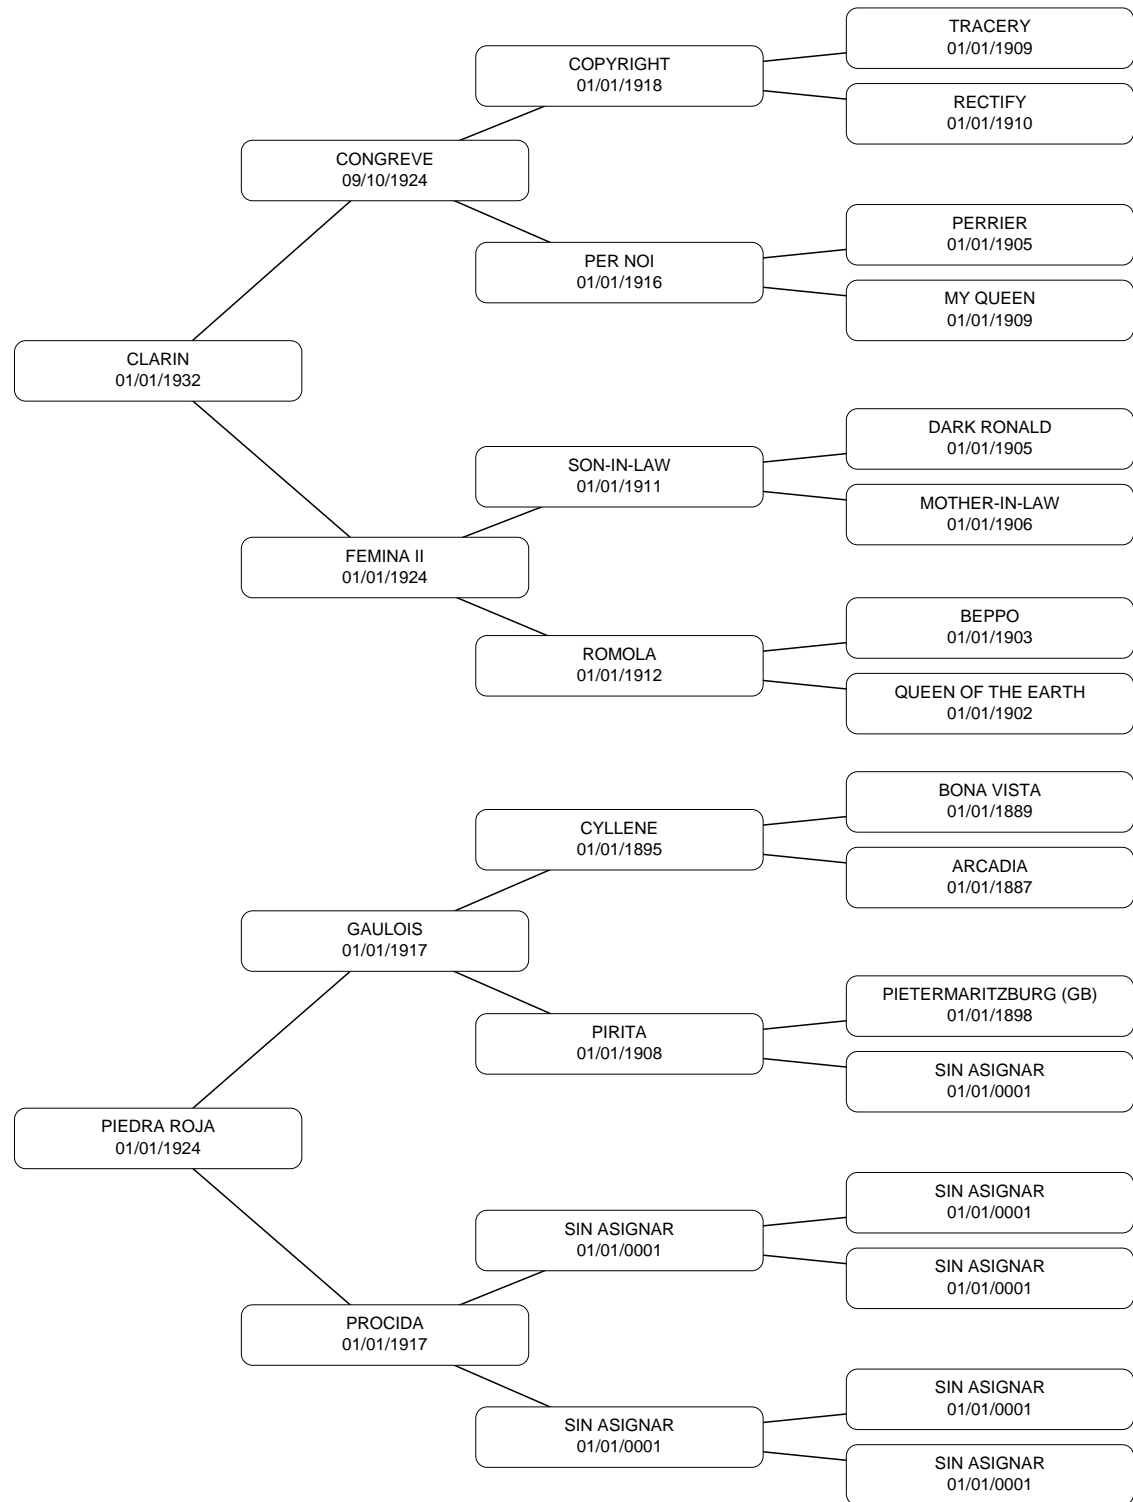 TRACERY
01/01/1909
COPYRIGHT
01/01/1918
RECTIFY
01/01/1910
CONGREVE
09/10/1924
PERRIER
01/01/1905
PER NOI
01/01/1916
MY QUEEN
01/01/1909
CLARIN
01/01/1932
DARK RONALD
01/01/1905
SON-IN-LAW
01/01/1911
MOTHER-IN-LAW
01/01/1906
FEMINA II
01/01/1924
BEPPO
01/01/1903
ROMOLA
01/01/1912
QUEEN OF THE EARTH
01/01/1902
BONA VISTA
01/01/1889
CYLLENE
01/01/1895
ARCADIA
01/01/1887
GAULOIS
01/01/1917
PIETERMARITZBURG (GB)
01/01/1898
PIRITA
01/01/1908
SIN ASIGNAR
01/01/0001
PIEDRA ROJA
01/01/1924
SIN ASIGNAR
01/01/0001
SIN ASIGNAR
01/01/0001
SIN ASIGNAR
01/01/0001
PROCIDA
01/01/1917
SIN ASIGNAR
01/01/0001
SIN ASIGNAR
01/01/0001
SIN ASIGNAR
01/01/0001